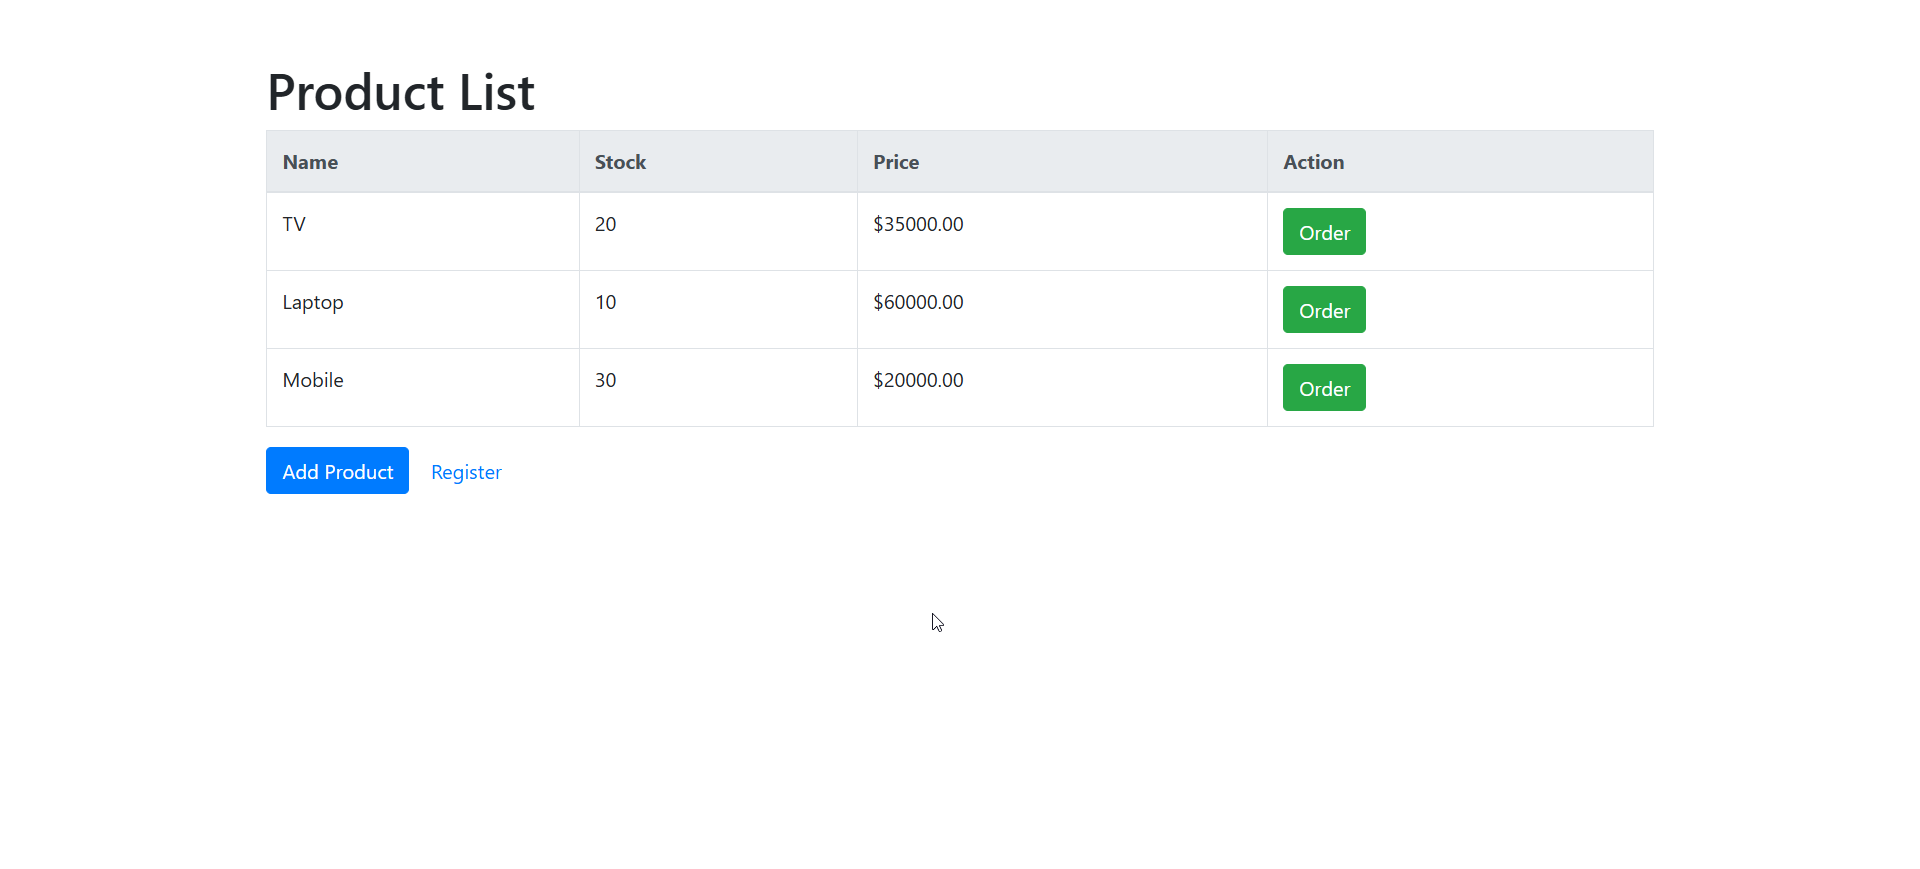 Product List
Name Stock Price Action
TV 20 $35000.00 Order
Laptop 10 $60000.00 Order
Mobile 30 $20000.00 Order
Add Product Register